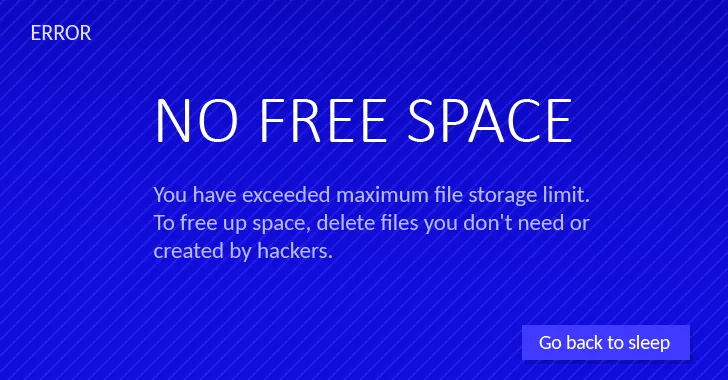 ERROR
NO FREE SPACE
You have exceeded maximum file storage limit.
To free up space, delete files you don't need or
created by hackers.
Go back to sleep